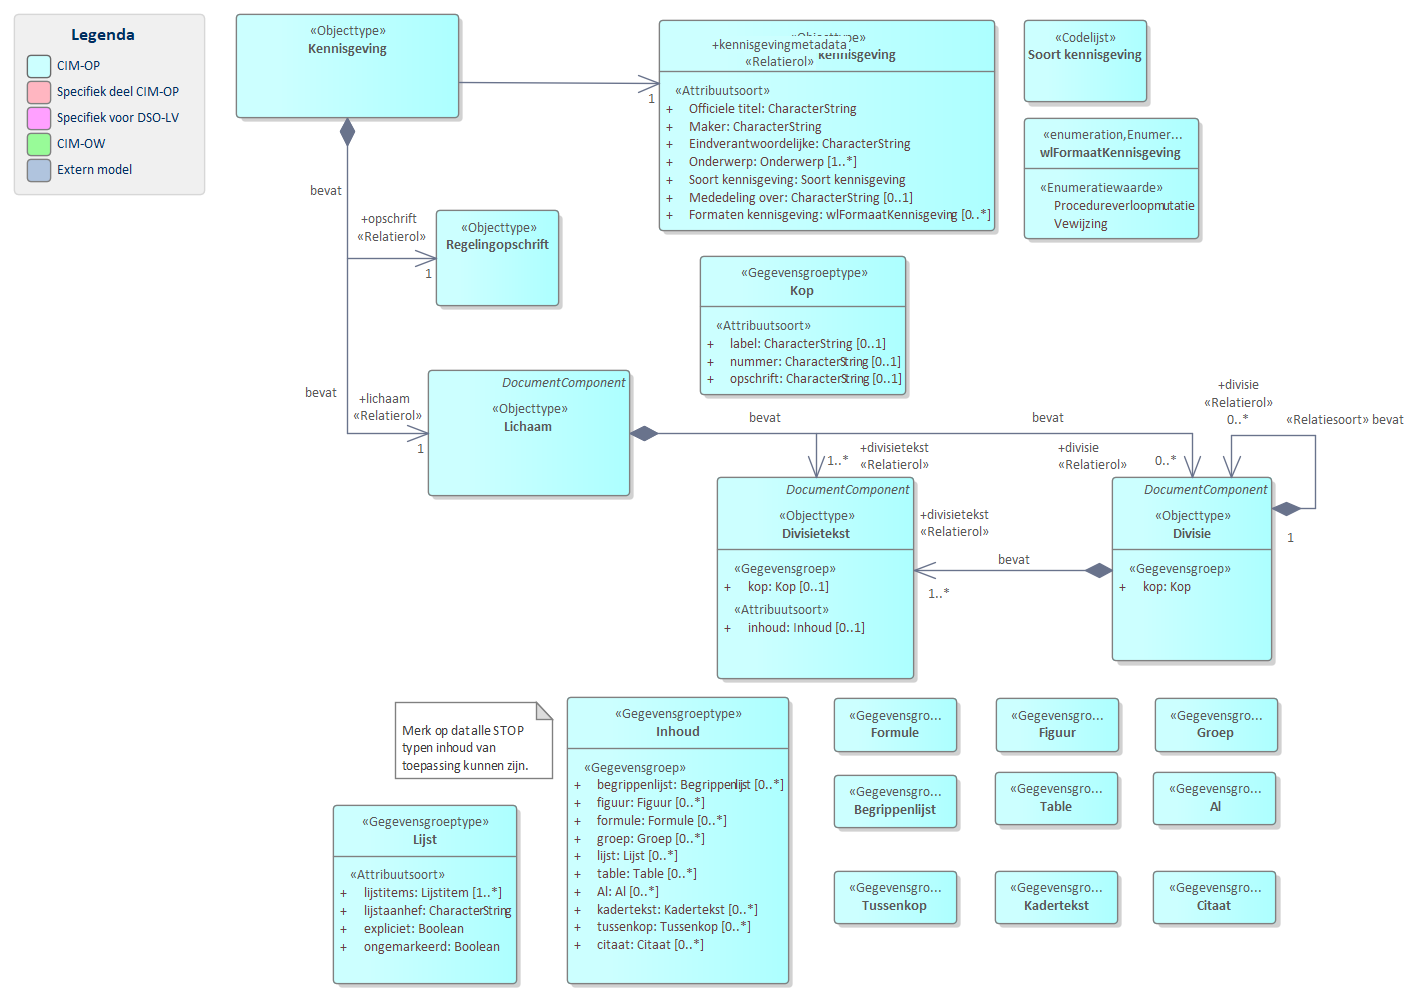 Legenda
CIM-OP
Specifiek deel CIM-OP
Specifiek voor DSO-LV
CIM-OW
Extern model
«Objecttype»
Kennisgeving
+kennisgevingmetadata
«Relatierol»
1
Kennisgeving
«Attribuutsoort»
+ Officiele titel: CharacterString
+ Maker: CharacterString
+ Eindverantwoordelijke: CharacterString
+ Onderwerp: Onderwerp [1..*]
+ Soort kennisgeving: Soort kennisgeving
+ Mededeling over: CharacterString [0..1]
+ Formaten kennisgeving: wlFormaatKennisgeving [0..*]
«Codelijst»
Soort kennisgeving
«enumeration,Enumer...
wlFormaatKennisgeving
«Enumeratiewaarde»
Procedureverloopmutatie
Vewijzing
bevat
+opschrift
«Relatierol»
1
«Objecttype»
Regelingopschrift
«Gegevensgroeptype»
Kop
«Attribuutsoort»
+ label: CharacterString [0..1]
+ nummer: CharacterString [0..1]
+ opschrift: CharacterString [0..1]
bevat
+lichaam
«Relatierol»
1
DocumentComponent
«Objecttype»
Lichaam
bevat
bevat
1..*
+divisietekst
«Relatierol»
+divisie
«Relatierol»
0..*
+divisie
«Relatierol»
0..*
«Relatiesoort» bevat
1
DocumentComponent
«Objecttype»
Divisietekst
«Gegevensgroep»
+ kop: Kop [0..1]
«Attribuutsoort»
+ inhoud: Inhoud [0..1]
+divisietekst
«Relatierol»
bevat
1..*
DocumentComponent
«Objecttype»
Divisie
«Gegevensgroep»
+ kop: Kop
Merk op dat alle STOP
typen inhoud van
toepassing kunnen zijn.
«Gegevensgroeptype»
Lijst
«Attribuutsoort»
+ lijstitems: Lijstitem [1..*]
+ lijstaanhef: CharacterString
+ expliciet: Boolean
+ ongemarkeerd: Boolean
«Gegevensgroeptype»
Inhoud
«Gegevensgroep»
+ begrippenlijst: Begrippenlijst [0..*]
+ figuur: Figuur [0..*]
+ formule: Formule [0..*]
+ groep: Groep [0..*]
+ lijst: Lijst [0..*]
+ table: Table [0..*]
+ Al: Al [0..*]
+ kadertekst: Kadertekst [0..*]
+ tussenkop: Tussenkop [0..*]
+ citaat: Citaat [0..*]
«Gegevensgro...
Formule
«Gegevensgro...
Figuur
«Gegevensgro...
Groep
«Gegevensgro...
Begrippenlijst
«Gegevensgro...
Table
«Gegevensgro...
Al
«Gegevensgro...
Tussenkop
«Gegevensgro...
Kadertekst
«Gegevensgro...
Citaat